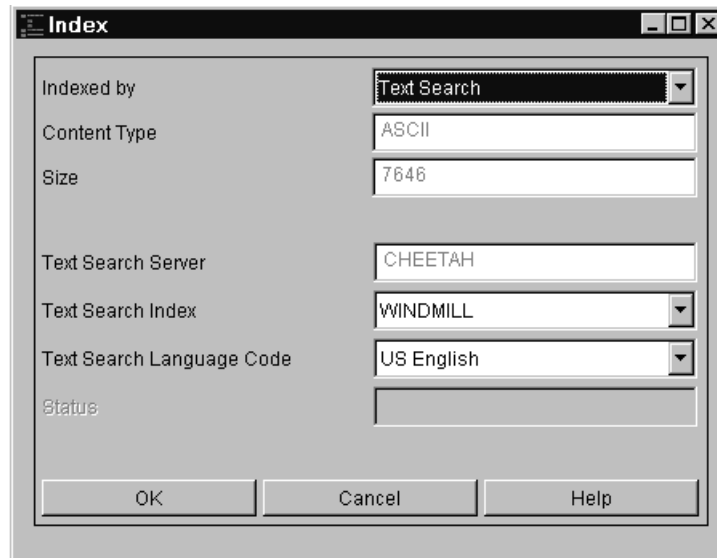 Index
Indexed by Text Search
Content Type ASCII
Size 7646
Text Search Server CHEETAH
Text Search Index WINDMILL
Text Search Language Code US English
Status
OK Cancel Help